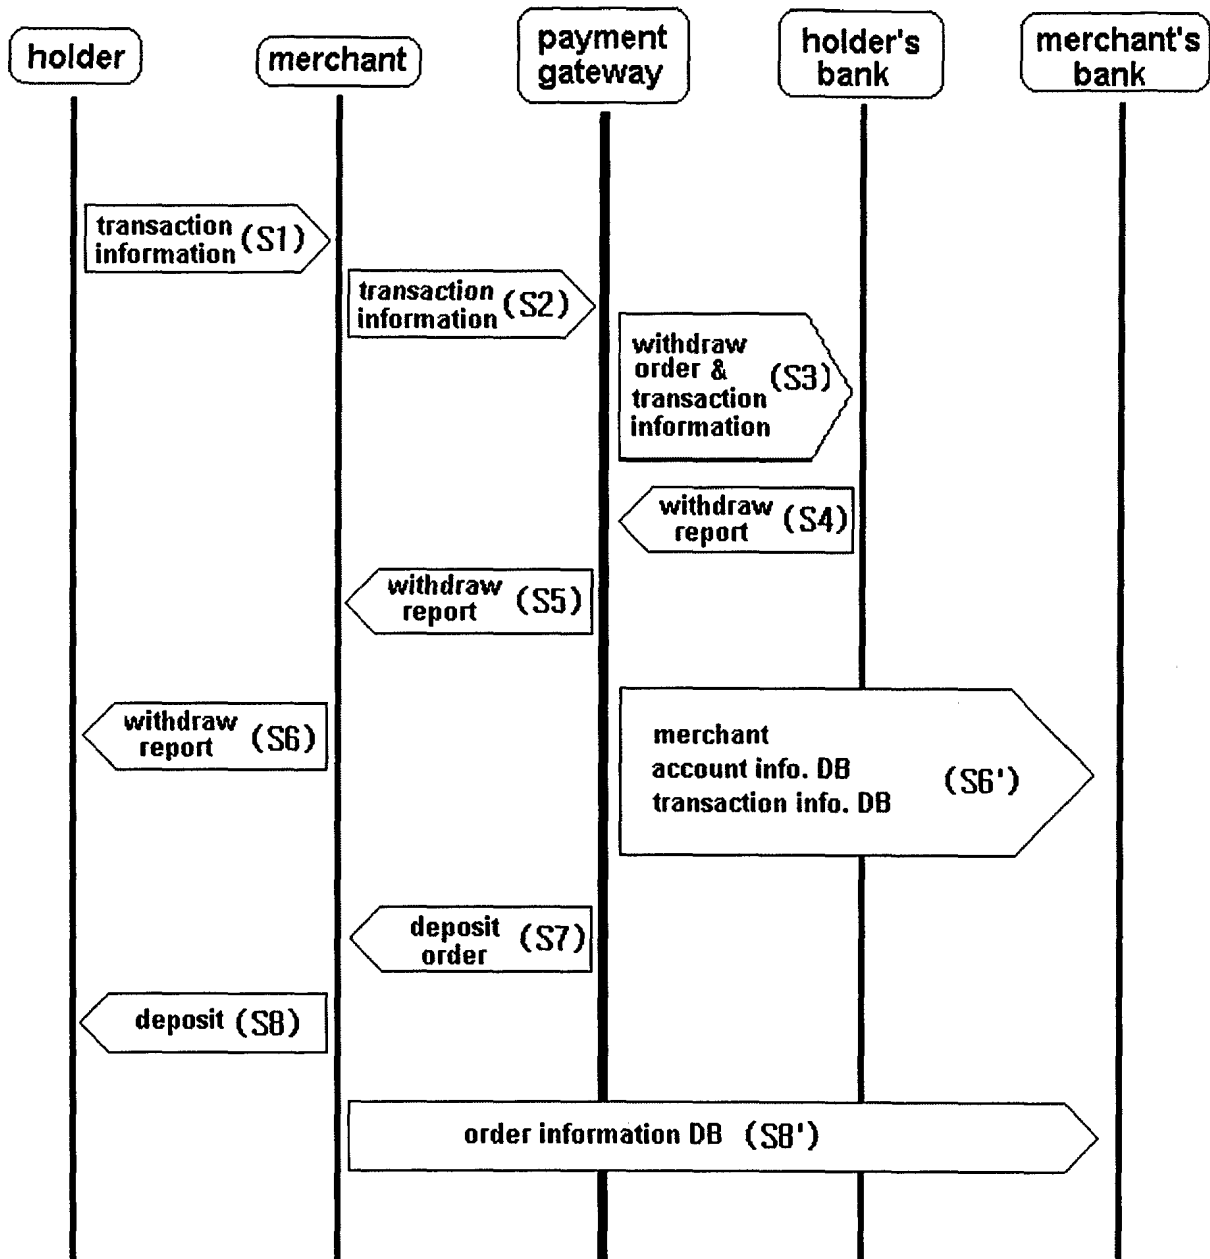 holder
merchant
payment
gateway
holder's
bank
merchant's
bank
transaction
information (S1)
transaction
information (S2)
withdraw
order & (S3)
transaction
information
withdraw
report (S4)
withdraw
report (S5)
withdraw
report (S6)
merchant
account info. DB (S6')
transaction info. DB
deposit
order (S7)
deposit (S8)
order information DB (S8')